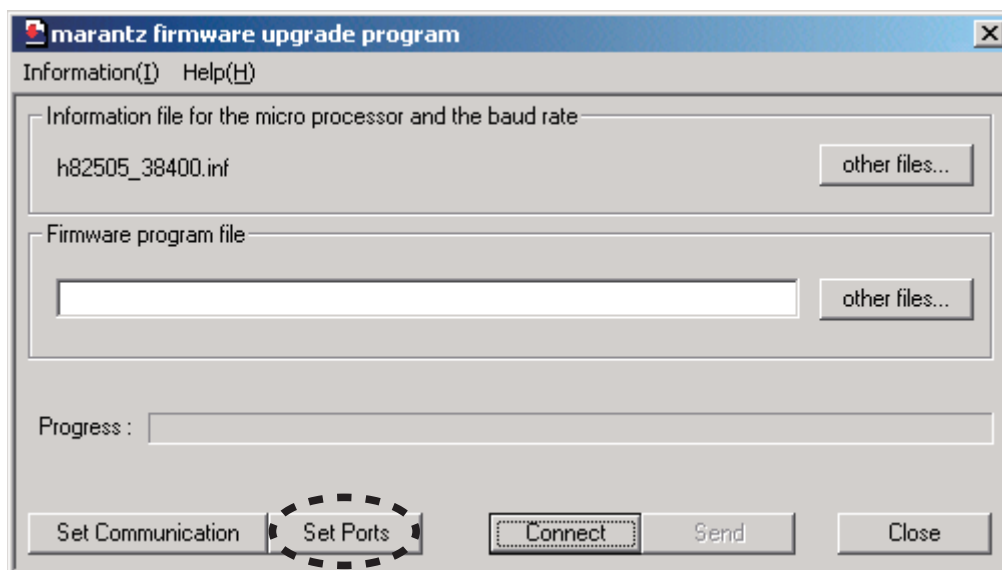 marantz firmware upgrade program
Information(I) Help(H)
Information file for the micro processor and the baud rate
h82505_38400.inf
other files...
Firmware program file
other files...
Progress :
Set Communication Set Ports Connect Send Close